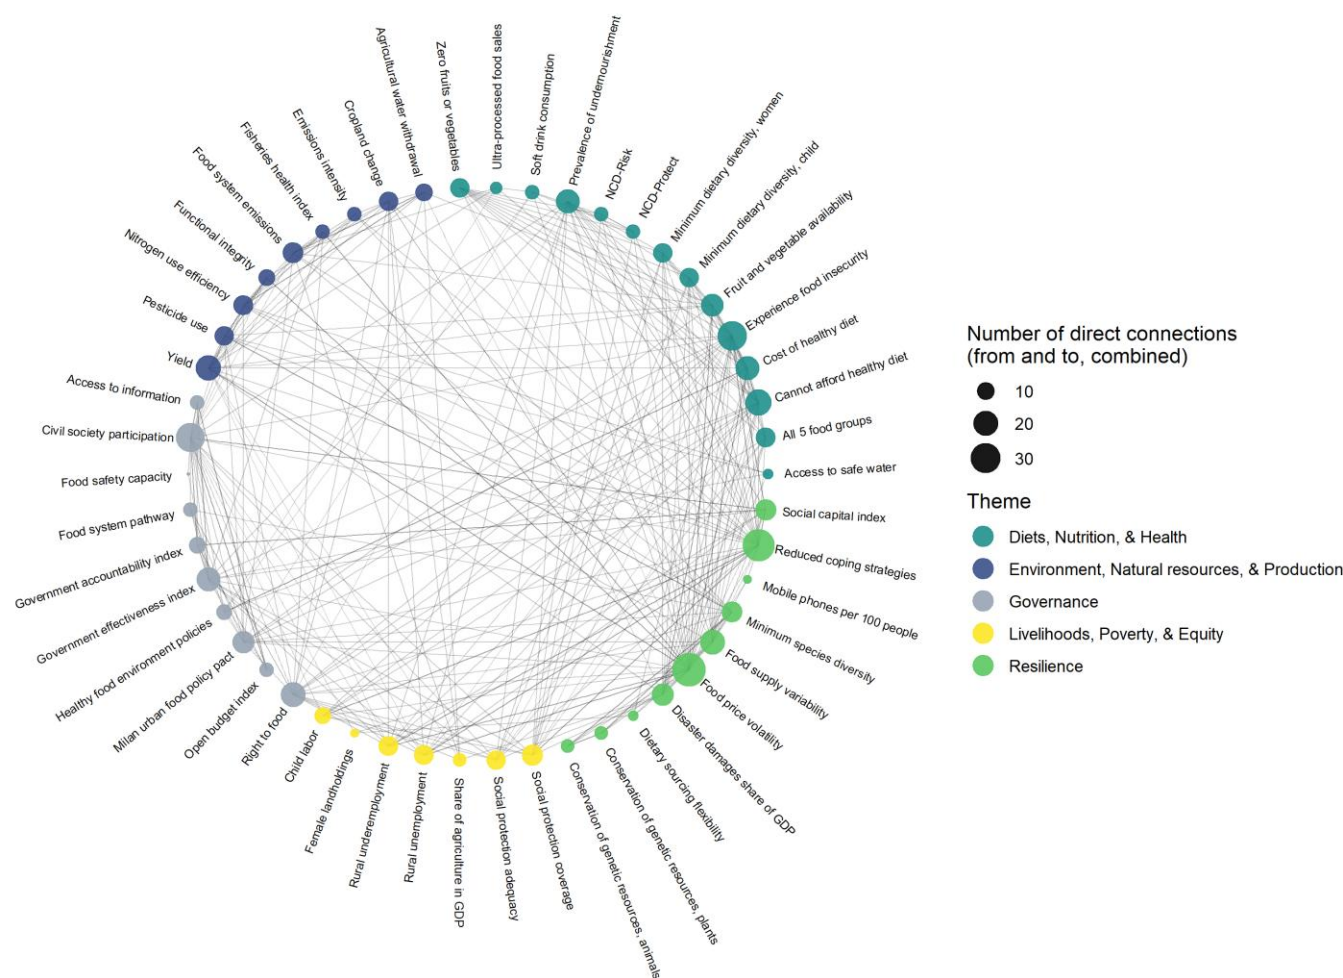 Agricultural water withdrawal
Zero fruits or vegetables
Ultra-processed food sales
Soft drink consumption
Prevalence of undernourishment
NCD-Risk
NCD-Protect
Minimum dietary diversity, women
Minimum dietary diversity, child
Fruit and vegetable availability
Experience food insecurity
Cost of healthy diet
Cannot afford healthy diet
All 5 food groups
Access to safe water
Social capital index
Reduced coping strategies
Mobile phones per 100 people
Minimum species diversity
Food supply variability
Food price volatility
Disaster damages share of GDP
Dietary sourcing flexibility
Conservation of genetic resources, plants
Conservation of genetic resources, animals
Social protection coverage
Social protection adequacy
Share of agriculture in GDP
Rural unemployment
Rural underemployment
Female landholdings
Child labor
Right to food
Open budget index
Milan urban food policy pact
Healthy food environment policies
Government effectiveness index
Government accountability index
Food system pathway
Food safety capacity
Civil society participation
Access to information
Yield
Pesticide use
Nitrogen use efficiency
Functional integrity
Food system emissions
Fisheries health index
Emissions intensity
Cropland change
Number of direct connections
(from and to, combined)
10
20
30
Theme
Diets, Nutrition, & Health
Environment, Natural resources, & Production
Governance
Livelihoods, Poverty, & Equity
Resilience